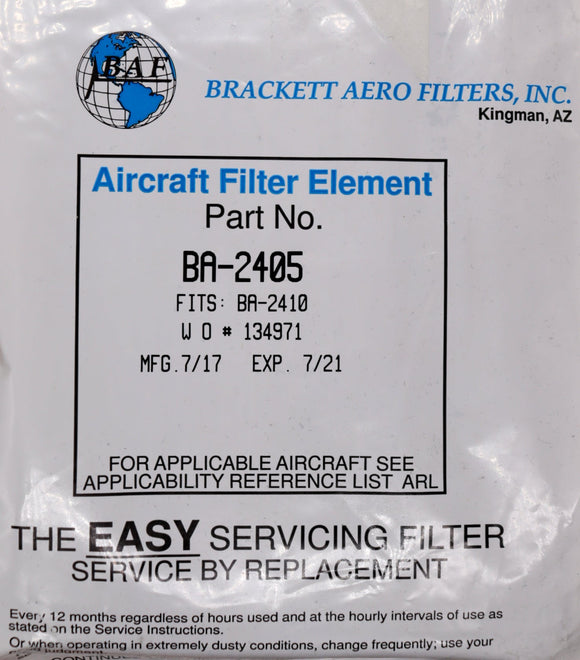 BAF
BRACKETT AERO FILTERS, INC.
Kingman, AZ
Aircraft Filter Element
Part No.
BA-2405
FITS: BA-2410
W O # 134971
MFG.7/17 EXP. 7/21
FOR APPLICABLE AIRCRAFT SEE
APPLICABILITY REFERENCE LIST ARL
THE EASY SERVICING FILTER
SERVICE BY REPLACEMENT
Every 12 months regardless of hours used and at the hourly intervals of use as
stated on the Service Instructions.
Or when operating in extremely dusty conditions, change frequently; use your
judgment.